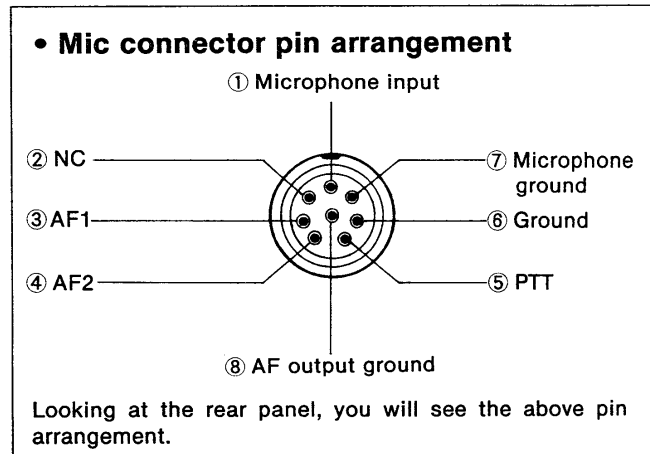 • Mic connector pin arrangement
① Microphone input
② NC
⑦ Microphone
ground
③ AF1
⑥ Ground
④ AF2
⑤ PTT
⑧ AF output ground
Looking at the rear panel, you will see the above pin
arrangement.